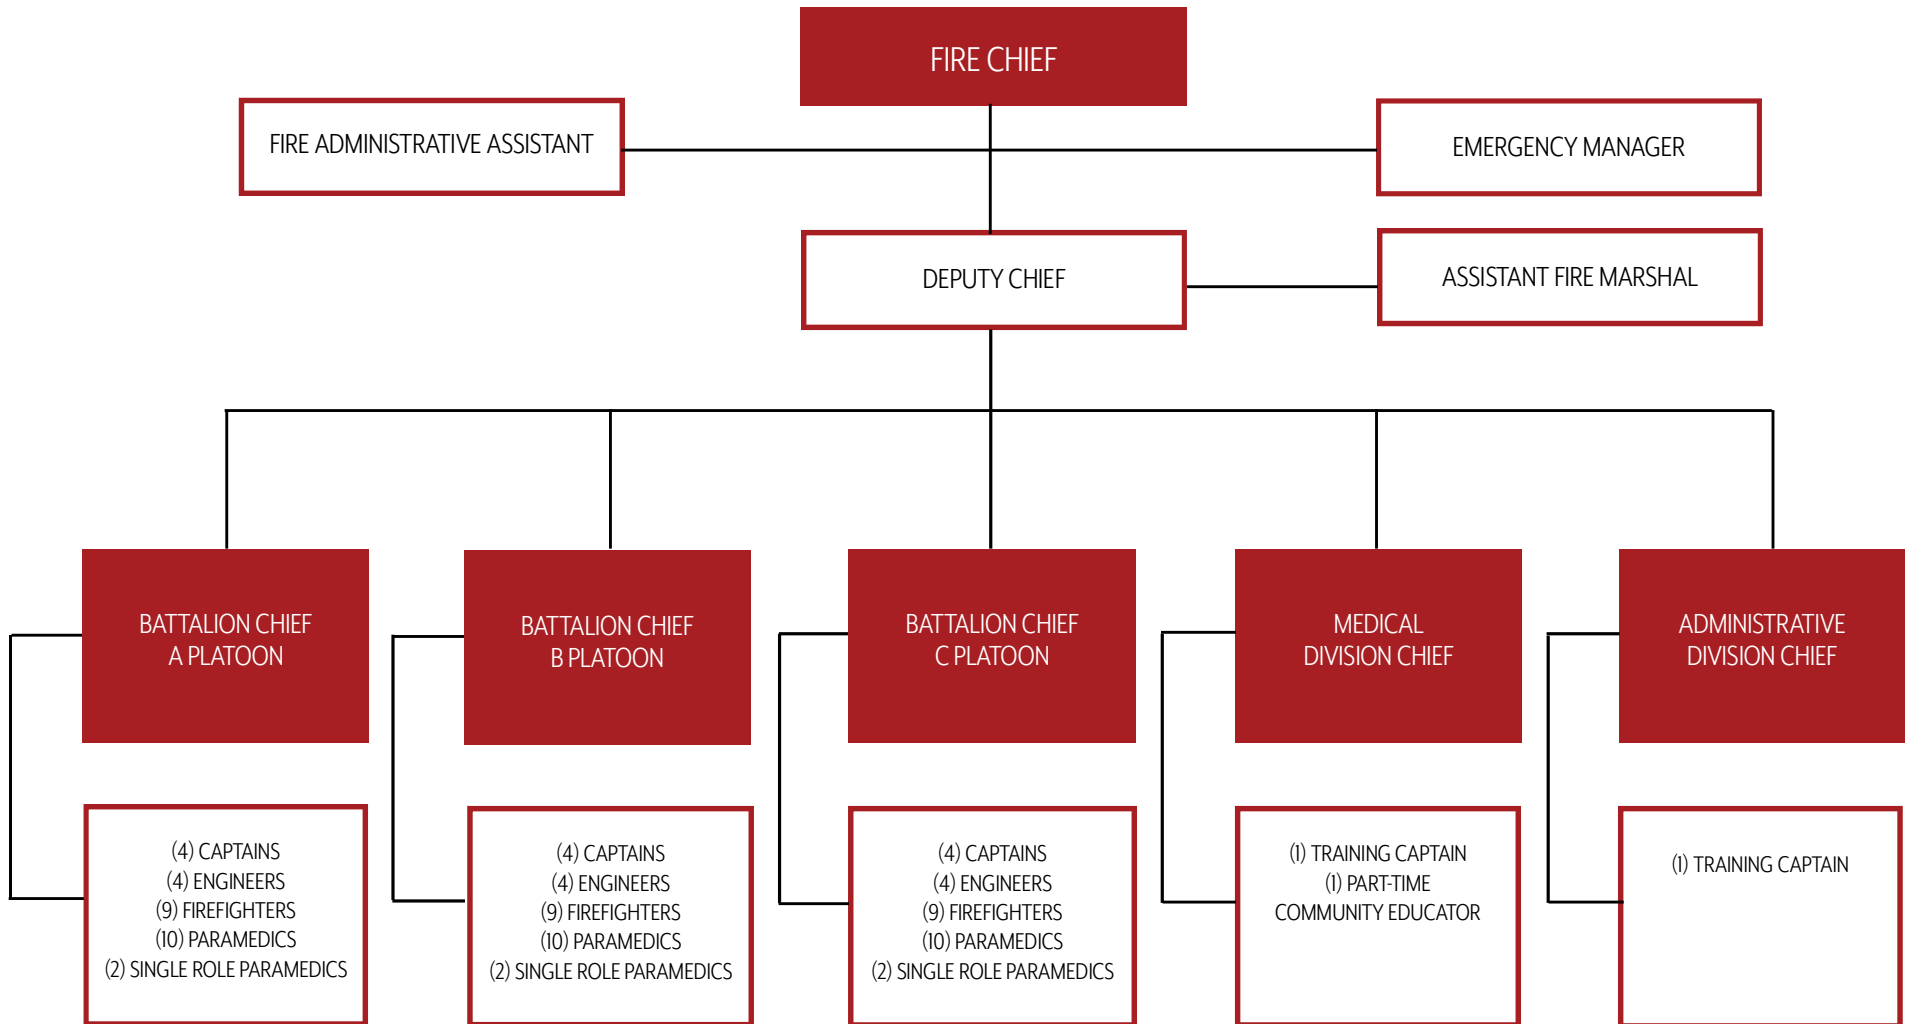 FIRE CHIEF
FIRE ADMINISTRATIVE ASSISTANT
EMERGENCY MANAGER
DEPUTY CHIEF
ASSISTANT FIRE MARSHAL
BATTALION CHIEF
A PLATOON
BATTALION CHIEF
B PLATOON
BATTALION CHIEF
C PLATOON
MEDICAL
DIVISION CHIEF
ADMINISTRATIVE
DIVISION CHIEF
(4) CAPTAINS
(4) ENGINEERS
(9) FIREFIGHTERS
(10) PARAMEDICS
(2) SINGLE ROLE PARAMEDICS
(4) CAPTAINS
(4) ENGINEERS
(9) FIREFIGHTERS
(10) PARAMEDICS
(2) SINGLE ROLE PARAMEDICS
(4) CAPTAINS
(4) ENGINEERS
(9) FIREFIGHTERS
(10) PARAMEDICS
(2) SINGLE ROLE PARAMEDICS
(1) TRAINING CAPTAIN
(1) PART-TIME
COMMUNITY EDUCATOR
(1) TRAINING CAPTAIN